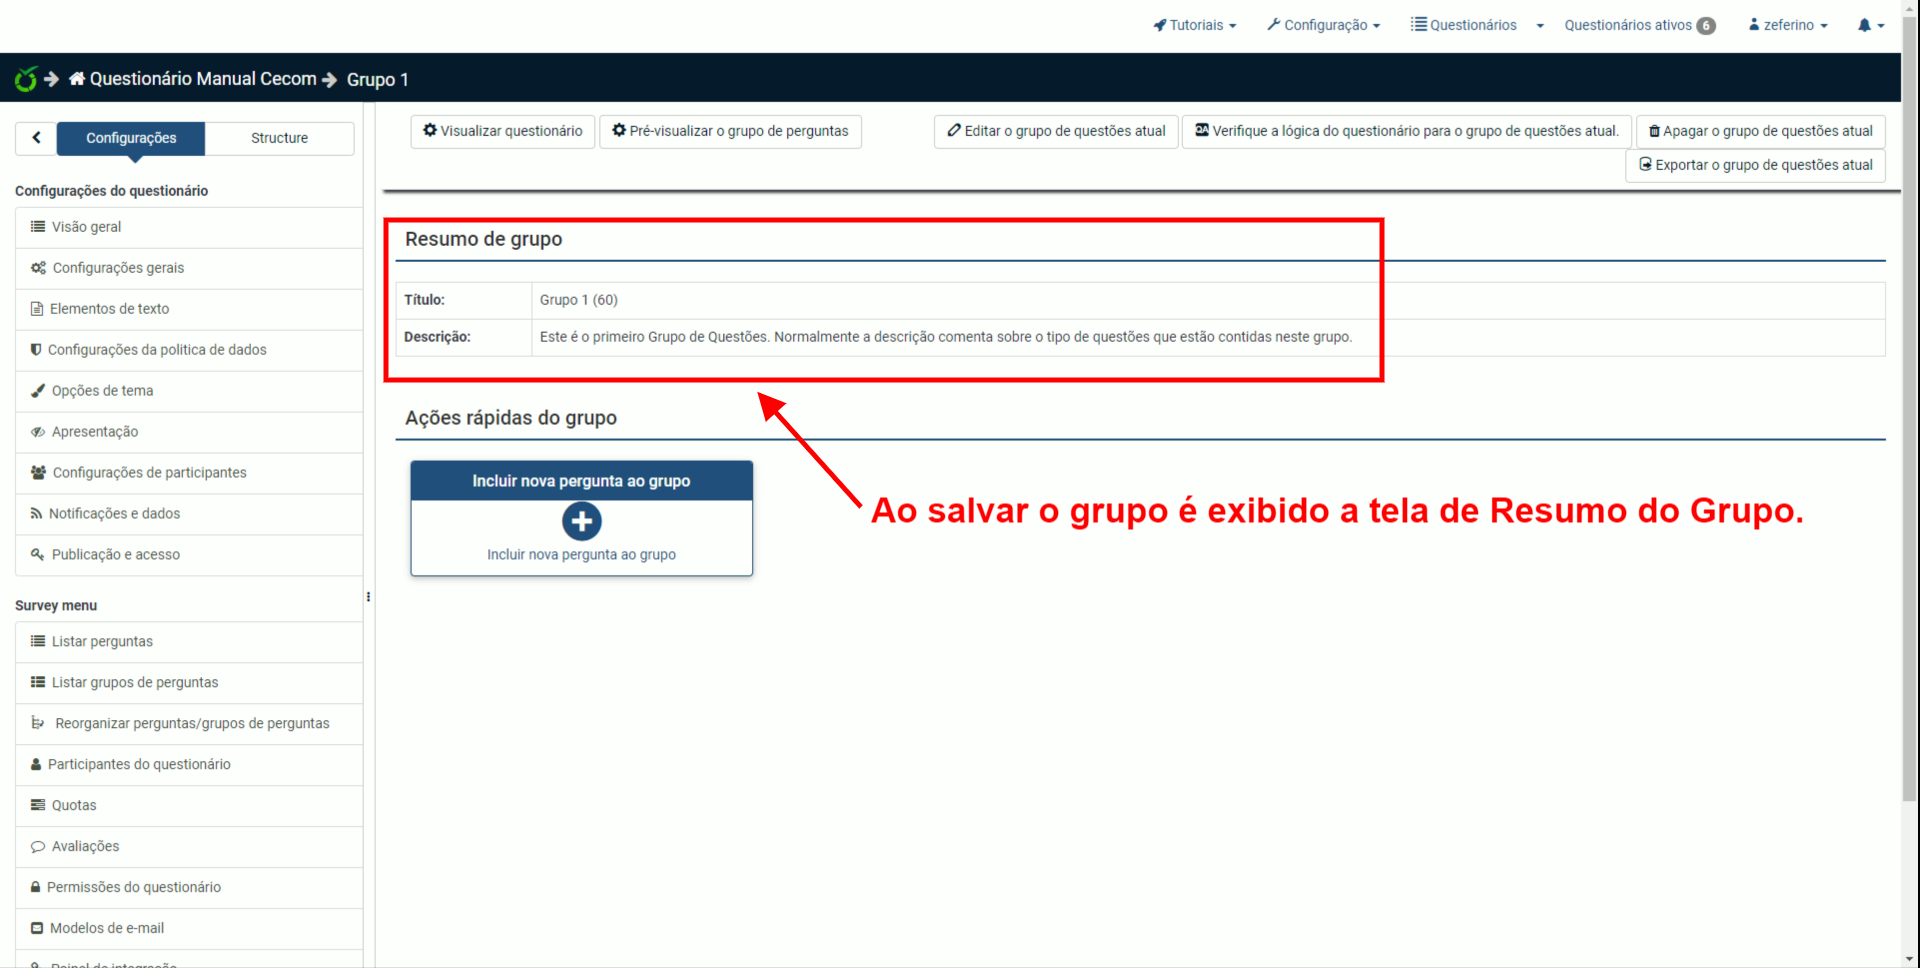 Tutoriais
Configuração
Questionários
Questionários ativos 6
zeferino
Questionário Manual Cecom
Grupo 1
Configurações
Structure
Configurações do questionário
Visão geral
Configurações gerais
Elementos de texto
Configurações da politica de dados
Opções de tema
Apresentação
Configurações de participantes
Notificações e dados
Publicação e acesso
Survey menu
Listar perguntas
Listar grupos de perguntas
Reorganizar perguntas/grupos de perguntas
Participantes do questionário
Quotas
Avaliações
Permissões do questionário
Modelos de e-mail
Painel de integração
Visualizar questionário
Pré-visualizar o grupo de perguntas
Editar o grupo de questões atual
Verifique a lógica do questionário para o grupo de questões atual.
Apagar o grupo de questões atual
Exportar o grupo de questões atual
Resumo de grupo
Título: Grupo 1 (60)
Descrição: Este é o primeiro Grupo de Questões. Normalmente a descrição comenta sobre o tipo de questões que estão contidas neste grupo.
Ações rápidas do grupo
Incluir nova pergunta ao grupo
Incluir nova pergunta ao grupo
Ao salvar o grupo é exibido a tela de Resumo do Grupo.